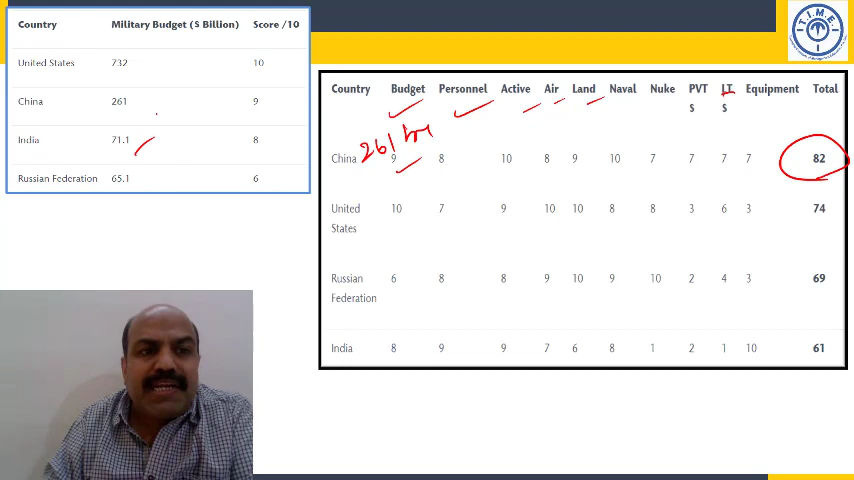 Country Military Budget ($ Billion) Score /10
United States 732 10
China 261 9
India 71.1 8
Russian Federation 65.1 6
T.I.M.E.
Country Budget Personnel Active Air Land Naval Nuke PVT LT Equipment Total
$ $
261
China 9 8 10 8 9 10 7 7 7 7 82
United 10 7 9 10 10 8 8 3 6 3 74
States
Russian 6 8 8 9 10 9 10 2 4 3 69
Federation
India 8 9 9 7 6 8 1 2 1 10 61